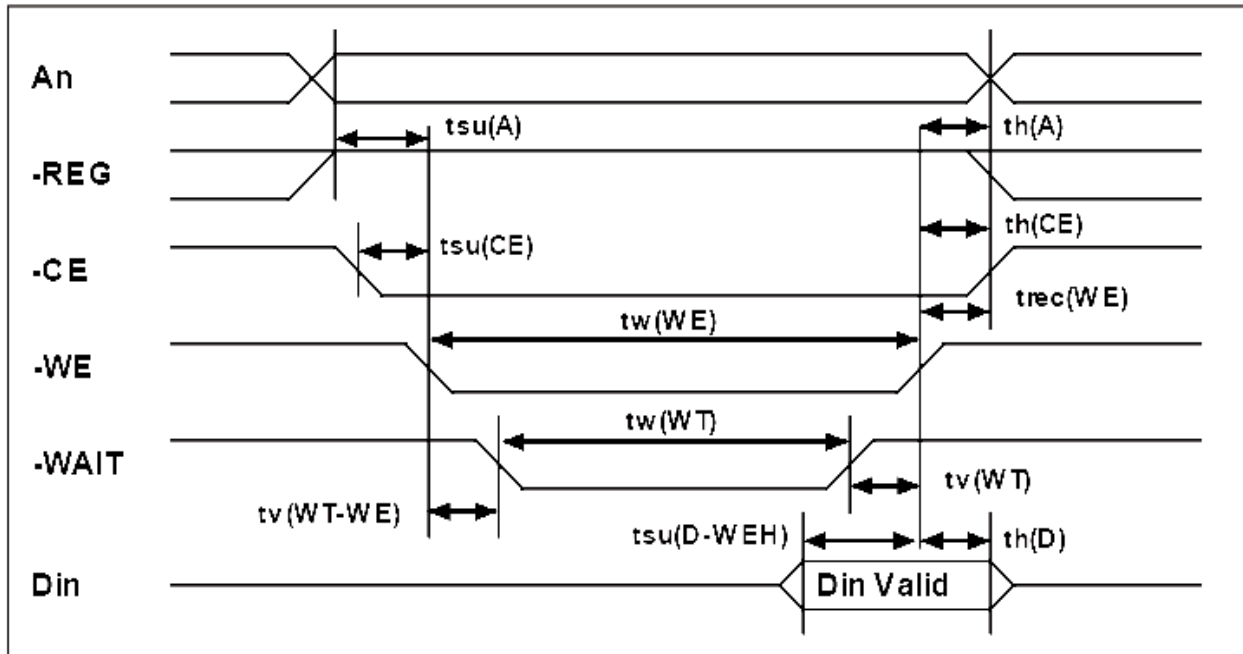 An
tsu(A)
th(A)
-REG
tsu(CE)
th(CE)
-CE
trec(WE)
tw(WE)
-WE
tw(WT)
-WAIT
tv(WT)
tv(WT-WE)
tsu(D-WEH)
th(D)
Din
Din Valid